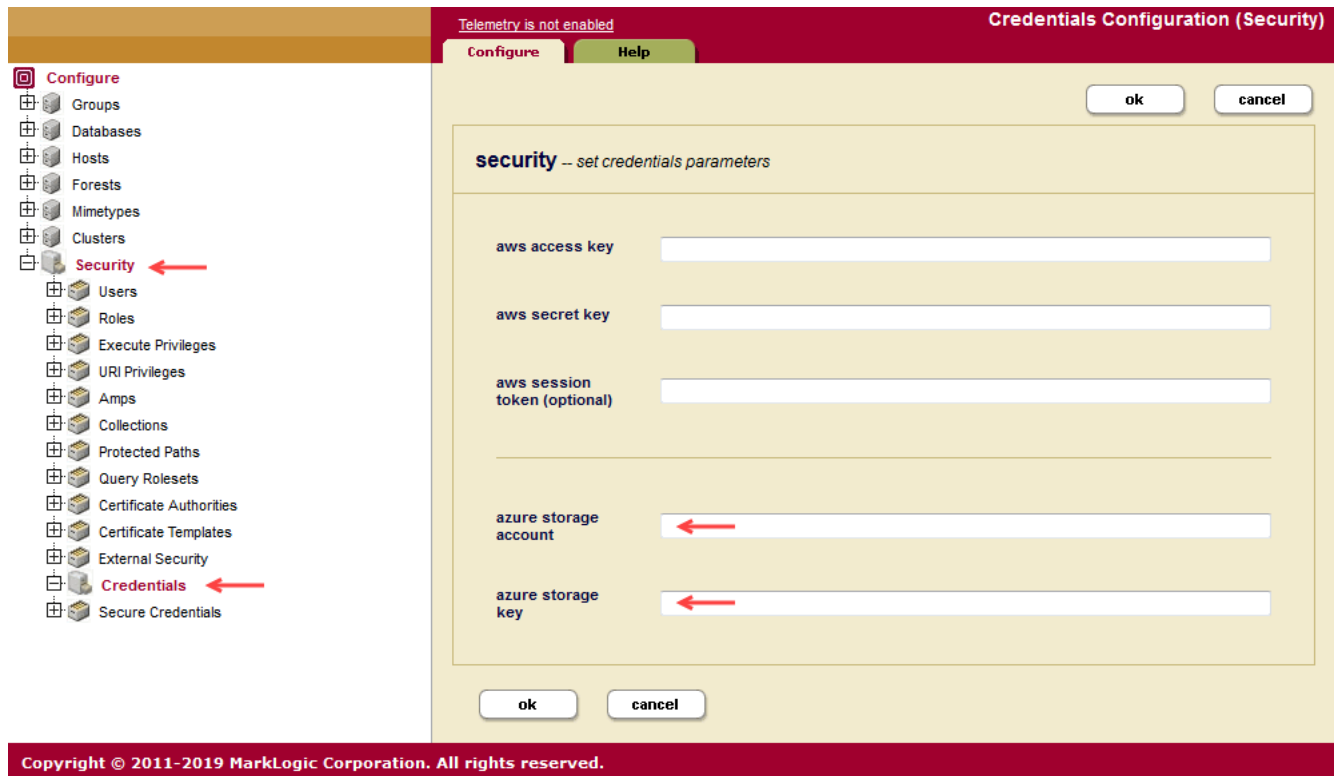 Telemetry is not enabled
Credentials Configuration (Security)
Configure
Help
Configure
Groups
Databases
Hosts
Forests
Mimetypes
Clusters
Security
Users
Roles
Execute Privileges
URI Privileges
Amps
Collections
Protected Paths
Query Rolesets
Certificate Authorities
Certificate Templates
External Security
Credentials
Secure Credentials
ok
cancel
security -- set credentials parameters
aws access key
aws secret key
aws session
token (optional)
azure storage
account
azure storage
key
ok
cancel
Copyright © 2011-2019 MarkLogic Corporation. All rights reserved.